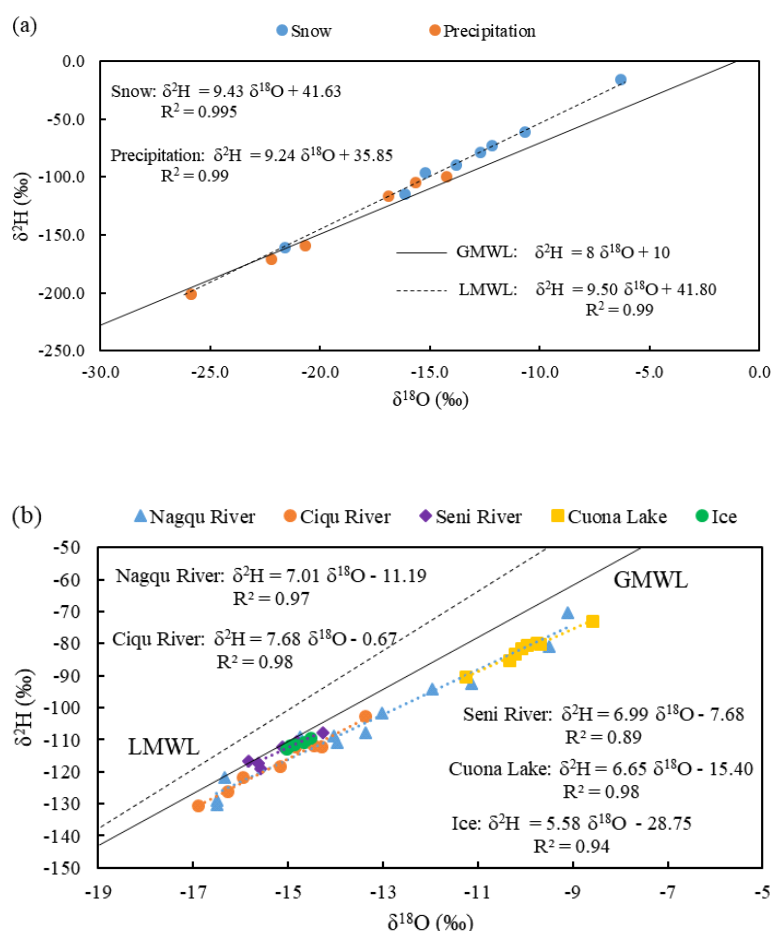 (a)
Snow Precipitation
0.0
-50.0
-100.0
-150.0
-200.0
-250.0
δ²H (‰)
Snow: δ²H = 9.43 δ¹⁸O + 41.63
R² = 0.995
Precipitation: δ²H = 9.24 δ¹⁸O + 35.85
R² = 0.99
GMWL: δ²H = 8 δ¹⁸O + 10
LMWL: δ²H = 9.50 δ¹⁸O + 41.80
R² = 0.99
-30.0 -25.0 -20.0 -15.0 -10.0 -5.0 0.0
δ¹⁸O (‰)
(b)
Nagqu River Ciqu River Seni River Cuona Lake Ice
-50
-60
-70
-80
-90
-100
-110
-120
-130
-140
-150
δ²H (‰)
Nagqu River: δ²H = 7.01 δ¹⁸O - 11.19
R² = 0.97
GMWL
Ciqu River: δ²H = 7.68 δ¹⁸O - 0.67
R² = 0.98
LMWL
Seni River: δ²H = 6.99 δ¹⁸O - 7.68
R² = 0.89
Cuona Lake: δ²H = 6.65 δ¹⁸O - 15.40
R² = 0.98
Ice: δ²H = 5.58 δ¹⁸O - 28.75
R² = 0.94
-19 -17 -15 -13 -11 -9 -7 -5
δ¹⁸O (‰)